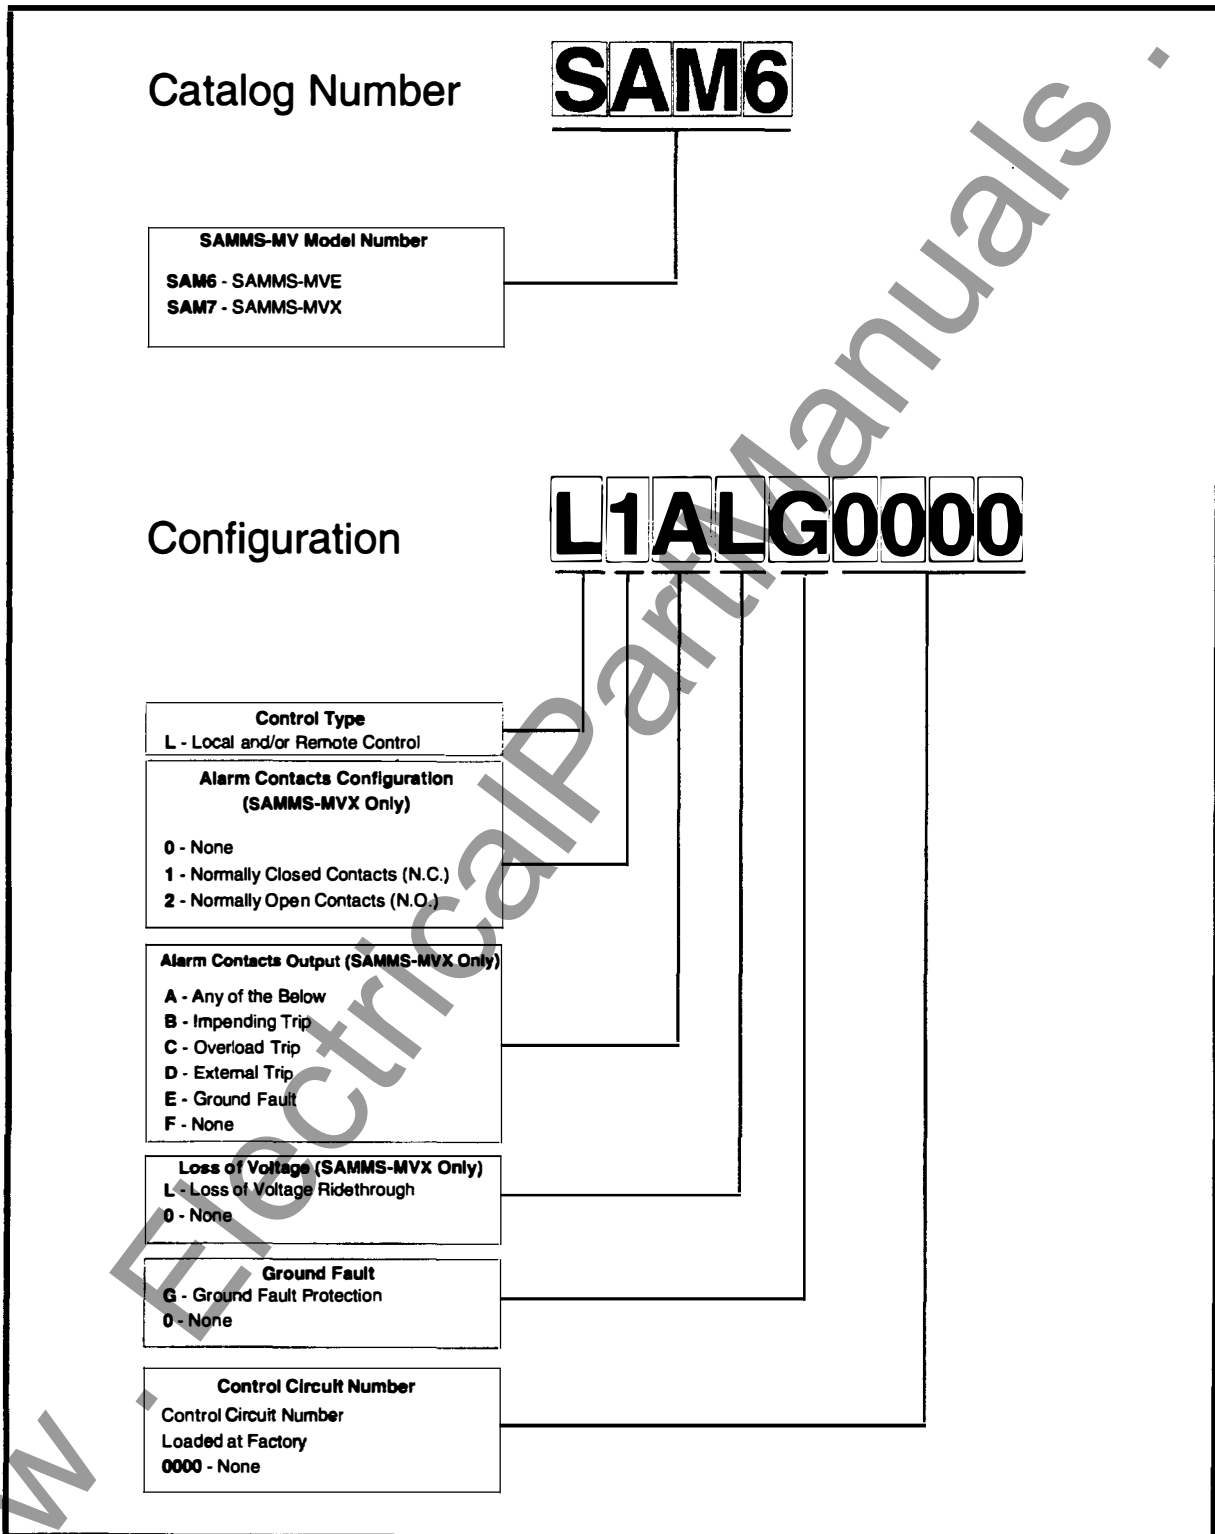 Catalog Number
SAM6
SAMMS-MV Model Number
SAM6 - SAMMS-MVE
SAM7 - SAMMS-MVX
Configuration
L1ALG0000
Control Type
L - Local and/or Remote Control
Alarm Contacts Configuration
(SAMMS-MVX Only)
0 - None
1 - Normally Closed Contacts (N.C.)
2 - Normally Open Contacts (N.O.)
Alarm Contacts Output (SAMMS-MVX Only)
A - Any of the Below
B - Impending Trip
C - Overload Trip
D - External Trip
E - Ground Fault
F - None
Loss of Voltage (SAMMS-MVX Only)
L - Loss of Voltage Ridethrough
0 - None
Ground Fault
G - Ground Fault Protection
0 - None
Control Circuit Number
Control Circuit Number
Loaded at Factory
0000 - None
w . ElectricalPartManuals .